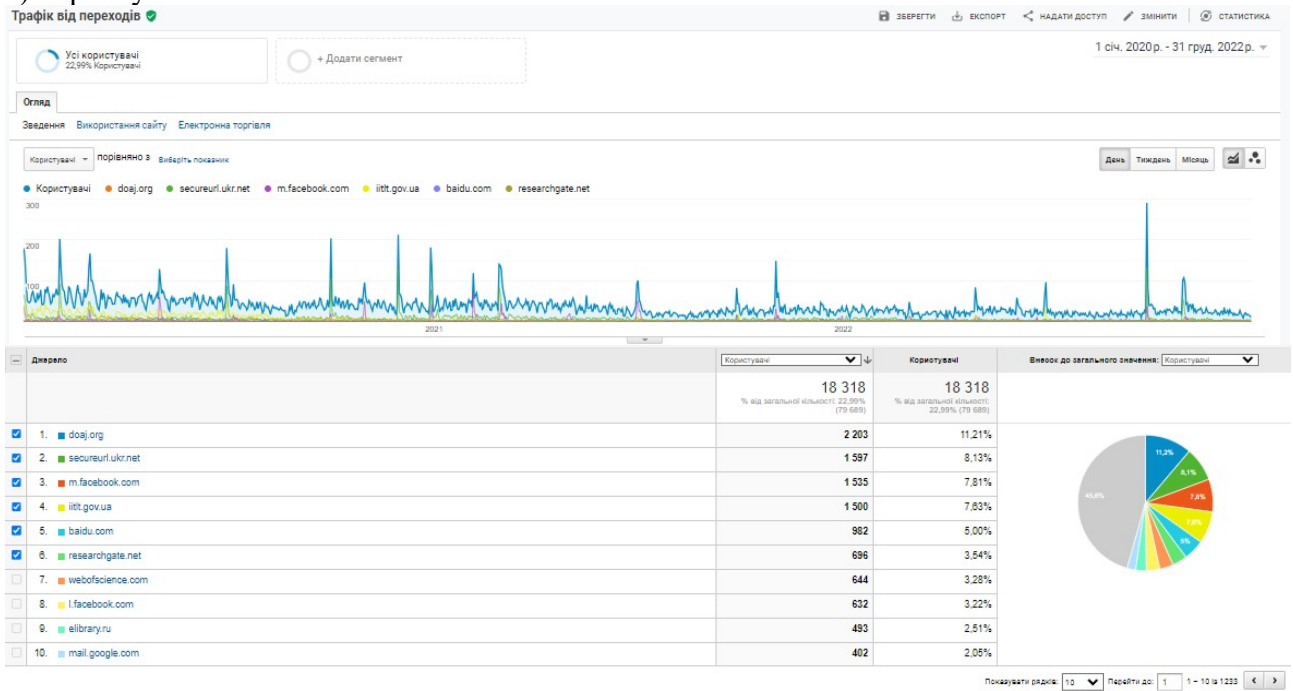 Трафік від переходів
ЗБЕРЕГТИ ЕКСПОРТ НАДАТИ ДОСТУП ЗМІНИТИ СТАТИСТИКА
Усі користувачі
22,99% Користувачі
+ Додати сегмент
1 січ. 2020 р. - 31 груд. 2022 р.
Огляд
Зведення Використання сайту Електронна торгівля
Користувачі порівняно з Виберіть показник
День Тиждень Місяць
Користувачі doaj.org secureurl.ukr.net m.facebook.com iitlt.gov.ua baidu.com researchgate.net
300
200
100
2021 2022
Джерело Користувачі Користувачі Внесок до загального значення: Користувачі
18 318 18 318
% від загальної кількості: 22,99% (79 689) % від загальної кількості: 22,99% (79 689)
1. doaj.org 2 203 11,21%
2. secureurl.ukr.net 1 597 8,13%
3. m.facebook.com 1 535 7,81%
4. iitlt.gov.ua 1 500 7,63%
5. baidu.com 982 5,00%
6. researchgate.net 696 3,54%
7. webofscience.com 644 3,28%
8. l.facebook.com 632 3,22%
9. elibrary.ru 493 2,51%
10. mail.google.com 402 2,05%
11,2%
8,1%
7,8%
7,6%
5%
45,6%
Показувати рядків: 10 Перейти до: 1 1 – 10 із 1233